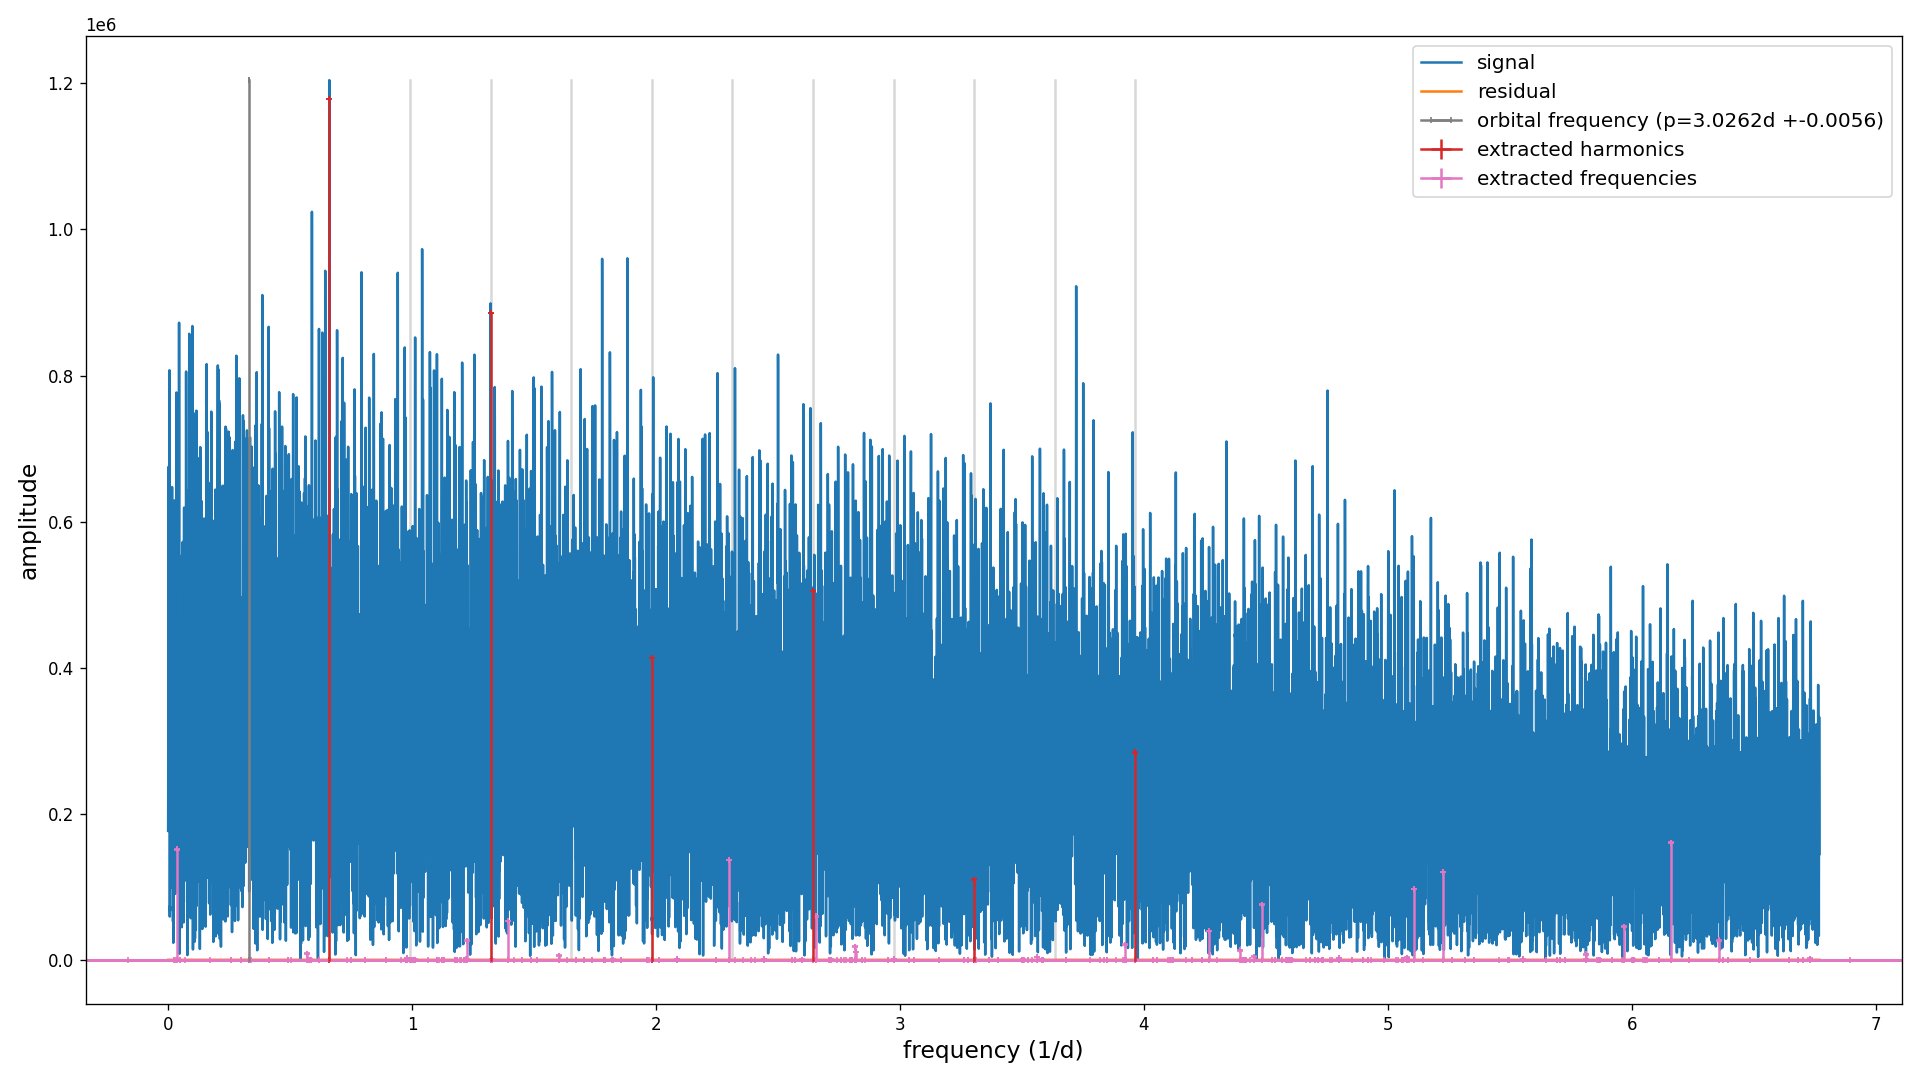 1e6
signal
residual
orbital frequency (p=3.0262d +-0.0056)
extracted harmonics
extracted frequencies
1.2
1.0
0.8
0.6
0.4
0.2
0.0
amplitude
0 1 2 3 4 5 6 7
frequency (1/d)